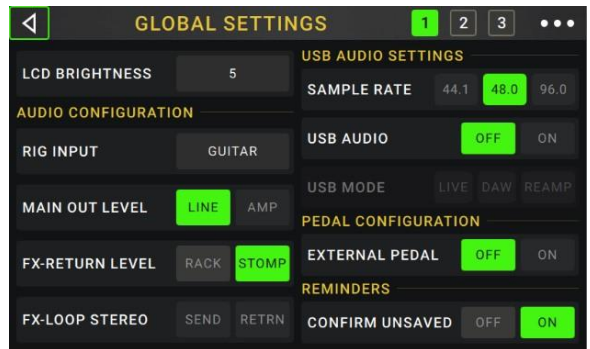 GLOBAL SETTINGS 1 2 3
LCD BRIGHTNESS 5
AUDIO CONFIGURATION
RIG INPUT GUITAR
MAIN OUT LEVEL LINE AMP
FX-RETURN LEVEL RACK STOMP
FX-LOOP STEREO SEND RETRN
USB AUDIO SETTINGS
SAMPLE RATE 44.1 48.0 96.0
USB AUDIO OFF ON
USB MODE LIVE DAW REAMP
PEDAL CONFIGURATION
EXTERNAL PEDAL OFF ON
REMINDERS
CONFIRM UNSAVED OFF ON